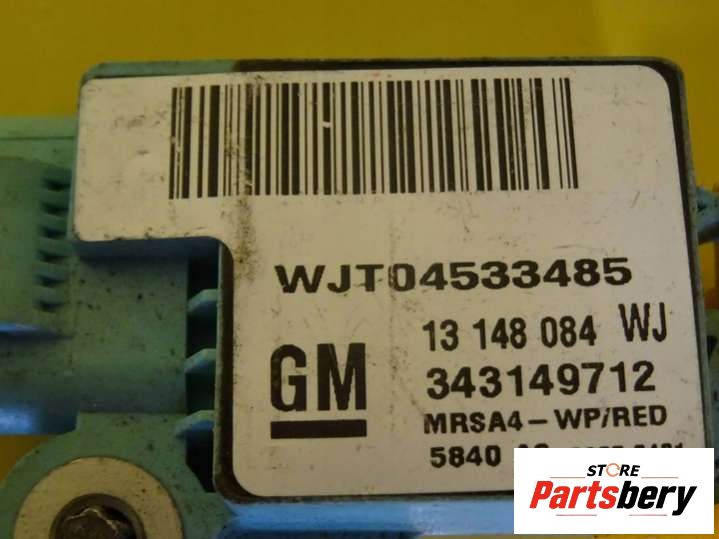 WJT04533485
13 148 084 WJ
GM
343149712
MRSA4-WP/RED
5840
STORE
Partsbery